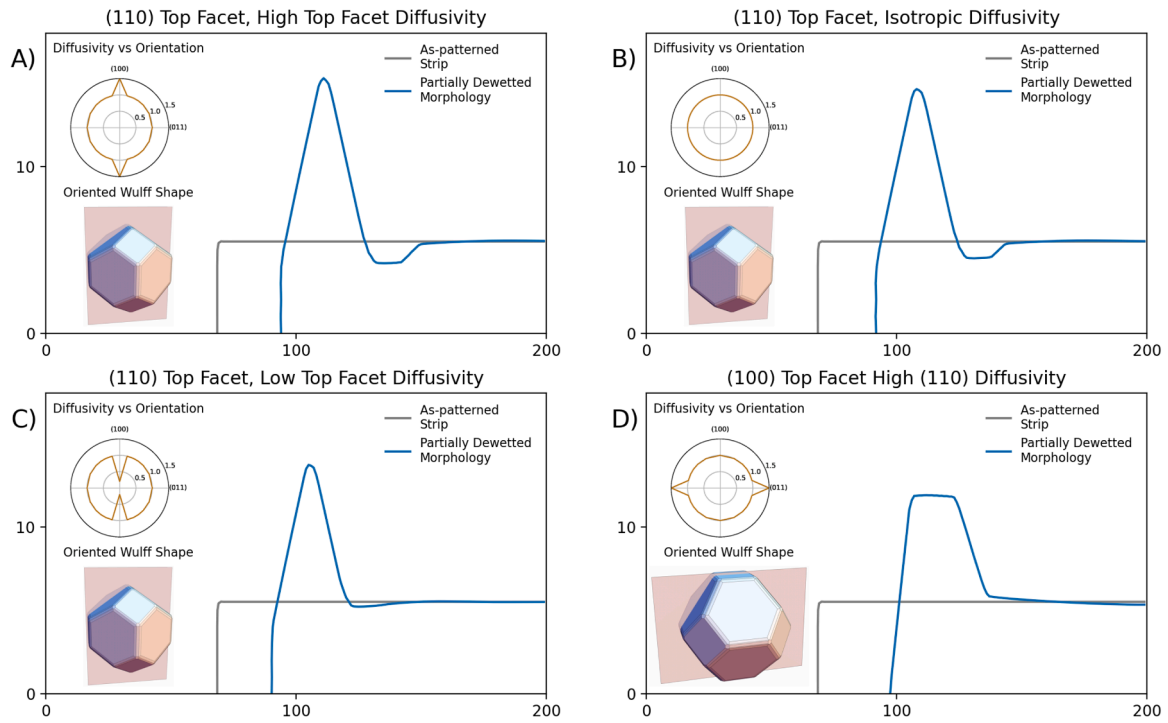 (110) Top Facet, High Top Facet Diffusivity
A)
Diffusivity vs Orientation
(100)
1.5
1.0
0.5
(011)
Oriented Wulff Shape
As-patterned
Strip
Partially Dewetted
Morphology
10
0
0
100
200
(110) Top Facet, Isotropic Diffusivity
B)
Diffusivity vs Orientation
(100)
1.5
1.0
0.5
(011)
Oriented Wulff Shape
As-patterned
Strip
Partially Dewetted
Morphology
10
0
0
100
200
(110) Top Facet, Low Top Facet Diffusivity
C)
Diffusivity vs Orientation
(100)
1.5
1.0
0.5
(011)
Oriented Wulff Shape
As-patterned
Strip
Partially Dewetted
Morphology
10
0
0
100
200
(100) Top Facet High (110) Diffusivity
D)
Diffusivity vs Orientation
(100)
1.5
1.0
0.5
(011)
Oriented Wulff Shape
As-patterned
Strip
Partially Dewetted
Morphology
10
0
0
100
200